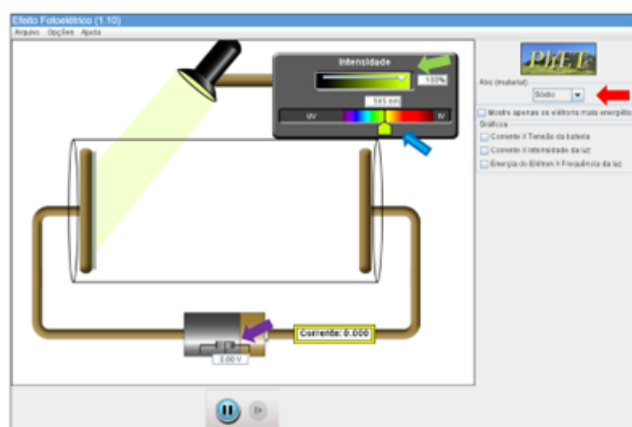 Efeito Fotoelétrico (1.10)
Arquivo Opções Ajuda
Intensidade
100%
565 nm
UV
IV
PhET
Alvo (material)
Sódio
Mostre apenas os elétrons mais energétic
Gráficos
Corrente X Tensão da bateria
Corrente X Intensidade da luz
Energia do Elétron X Frequência da luz
Corrente: 0.000
0.00 V